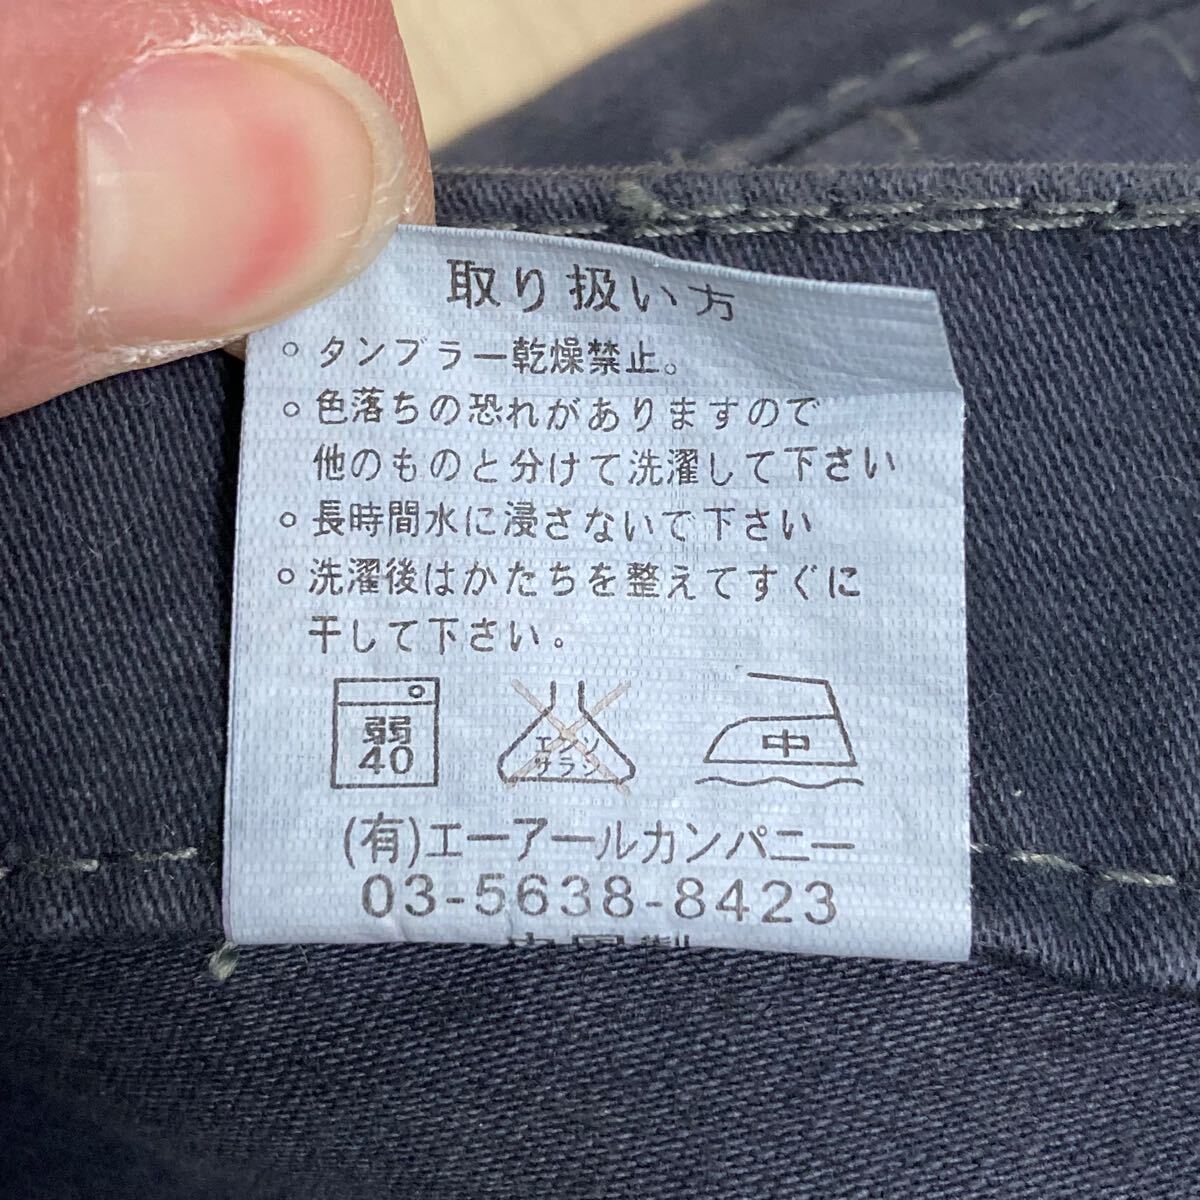 取り扱い方
○ タンブラー乾燥禁止。
○ 色落ちの恐れがありますので
他のものと分けて洗濯して下さい
○ 長時間水に浸さないで下さい
○ 洗濯後はかたちを整えてすぐに
干して下さい。
弱
40
エンソ
サラシ
中
(有)エーアールカンパニー
03-5638-8423